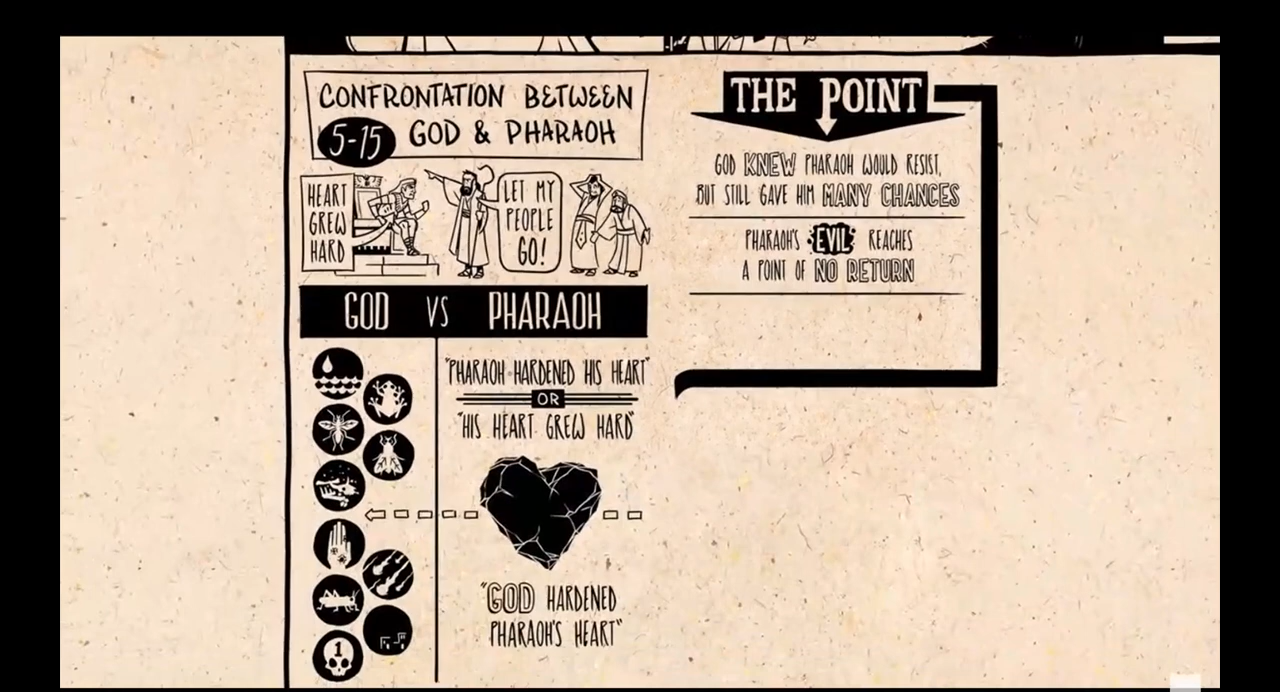 CONFRONTATION BETWEEN
5-15 GOD & PHARAOH
HEART
GREW
HARD
LET MY
PEOPLE
GO!
GOD VS PHARAOH
"PHARAOH HARDENED HIS HEART"
OR
"HIS HEART GREW HARD"
"GOD HARDENED
PHARAOH'S HEART"
1
THE POINT
GOD KNEW PHARAOH WOULD RESIST,
BUT STILL GAVE HIM MANY CHANCES
PHARAOH'S EVIL REACHES
A POINT OF NO RETURN